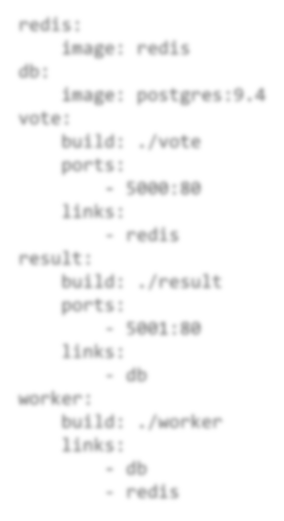 redis:
    image: redis
db:
    image: postgres:9.4
vote:
    build: ./vote
    ports:
        - 5000:80
    links:
        - redis
result:
    build: ./result
    ports:
        - 5001:80
    links:
        - db
worker:
    build: ./worker
    links:
        - db
        - redis